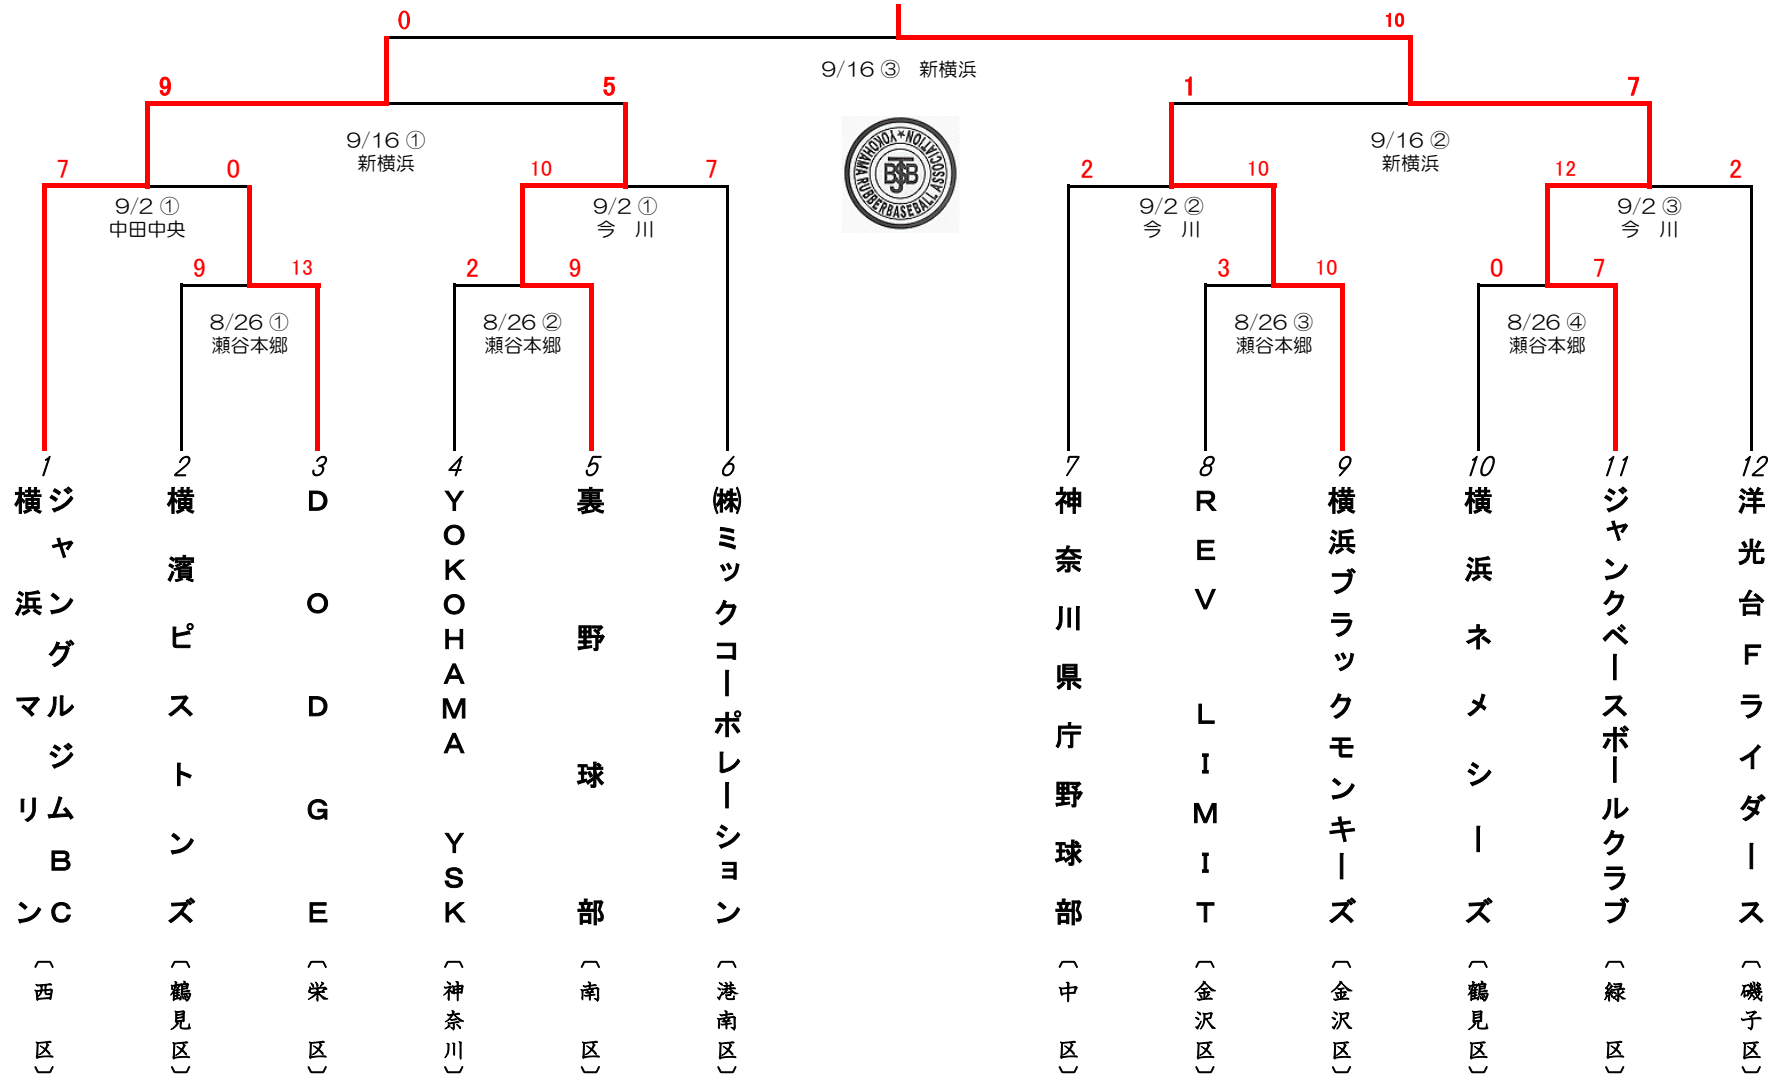 0
10
9/16 ③　新横浜
9
5
1
7
9/16 ①
新横浜
9/16 ②
新横浜
YOKOHAMA RUBBERBASEBALL ASSOCIATION
JSBB
7
0
10
7
2
10
12
2
9/2 ①
中田中央
9/2 ①
今　川
9/2 ②
今　川
9/2 ③
今　川
9
13
2
9
3
10
0
7
8/26 ①
瀬谷本郷
8/26 ②
瀬谷本郷
8/26 ③
瀬谷本郷
8/26 ④
瀬谷本郷
1
ジャングルジムBC
横浜マリン
〔西　区〕
2
横濱ピストンズ
〔鶴見区〕
3
DODDGE
〔栄　区〕
4
YOKOHAMA　YSK
〔神奈川〕
5
裏野球部
〔南　区〕
6
㈱ミックコーポレーション
〔港南区〕
7
神奈川県庁野球部
〔中　区〕
8
REV　LIMIT
〔金沢区〕
9
横浜ブラックモンキーズ
〔金沢区〕
10
横浜ネメシーズ
〔鶴見区〕
11
ジャンクベースボールクラブ
〔緑　区〕
12
洋光台Fライダース
〔磯子区〕